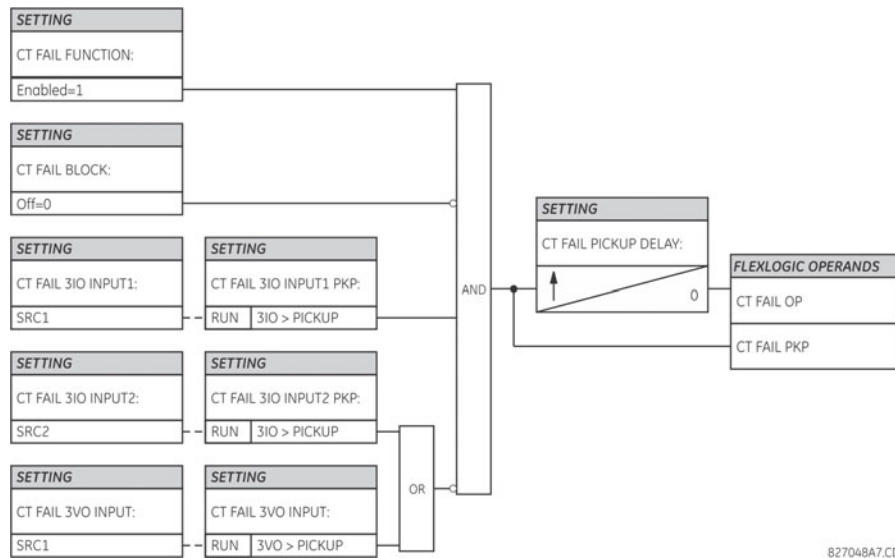 SETTING
CT FAIL FUNCTION:
Enabled=1
SETTING
CT FAIL BLOCK:
Off=0
SETTING
CT FAIL 3IO INPUT1:
SRC1
SETTING
CT FAIL 3IO INPUT1 PKP:
RUN 3IO > PICKUP
SETTING
CT FAIL 3IO INPUT2:
SRC2
SETTING
CT FAIL 3IO INPUT2 PKP:
RUN 3IO > PICKUP
SETTING
CT FAIL 3VO INPUT:
SRC1
SETTING
CT FAIL 3VO INPUT:
RUN 3VO > PICKUP
OR
AND
SETTING
CT FAIL PICKUP DELAY:
0
FLEXLOGIC OPERANDS
CT FAIL OP
CT FAIL PKP